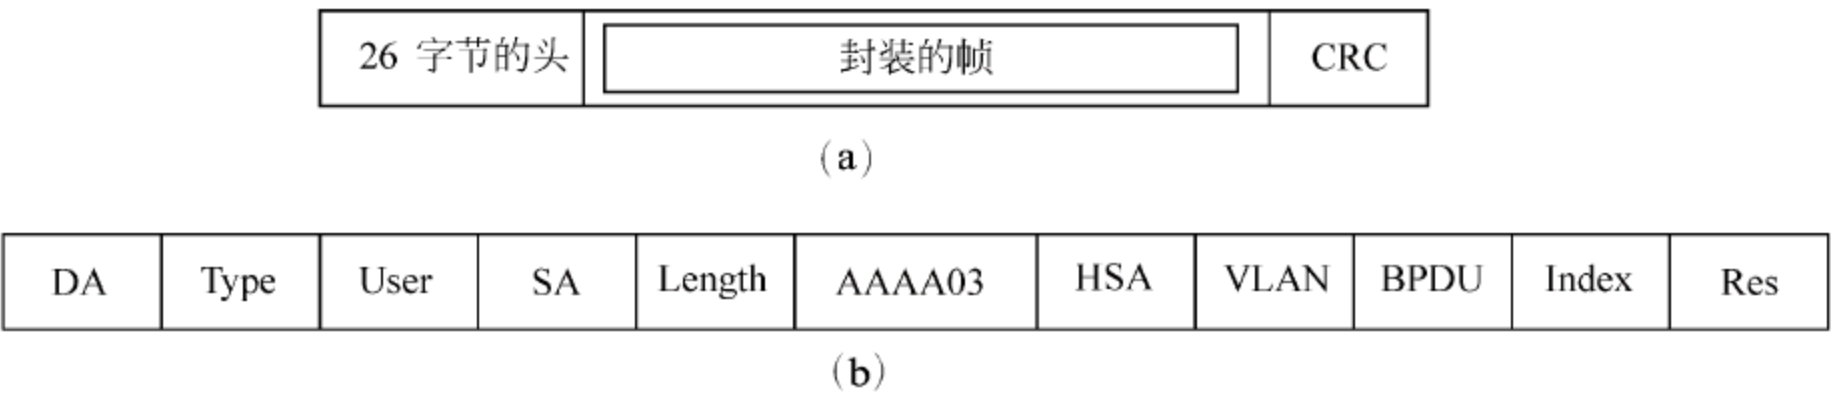 26 字节的头 封装的帧 CRC
(a)
DA Type User SA Length AAAA03 HSA VLAN BPDU Index Res
(b)